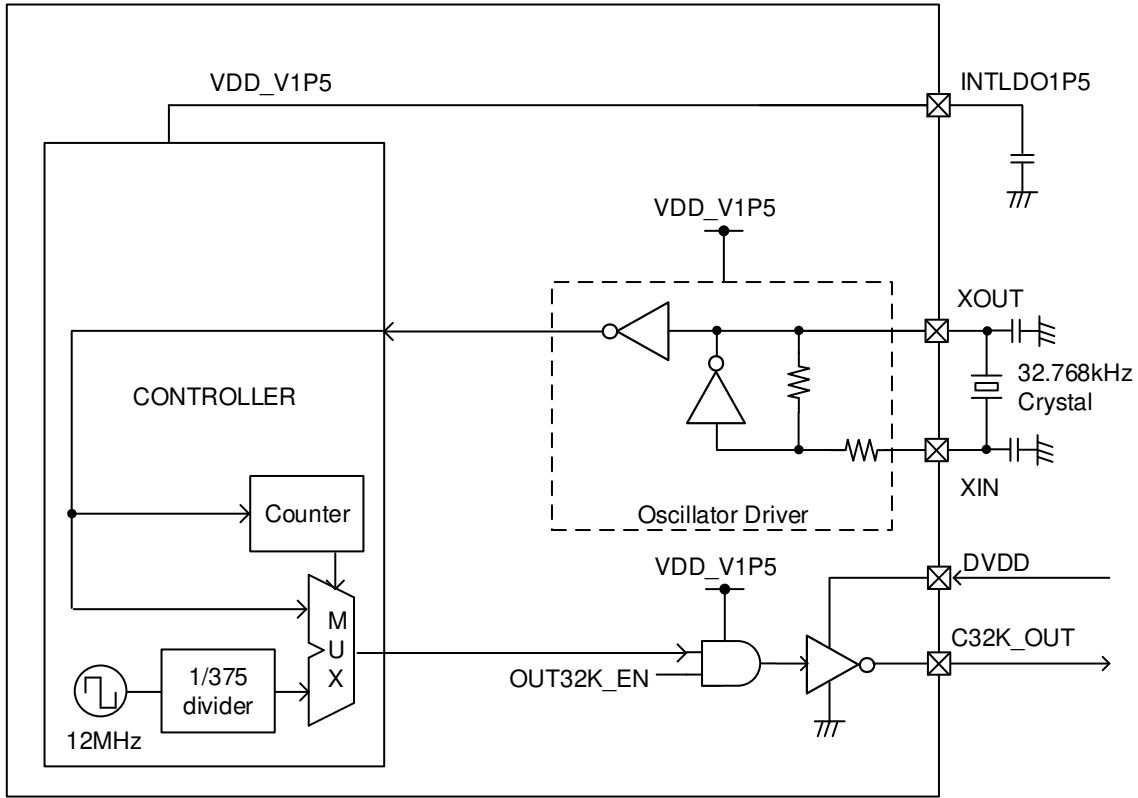 VDD_V1P5
INTLDO1P5
VDD_V1P5
XOUT
32.768kHz
Crystal
CONTROLLER
XIN
Counter
Oscillator Driver
VDD_V1P5
DVDD
M
U
X
C32K_OUT
1/375
divider
OUT32K_EN
12MHz